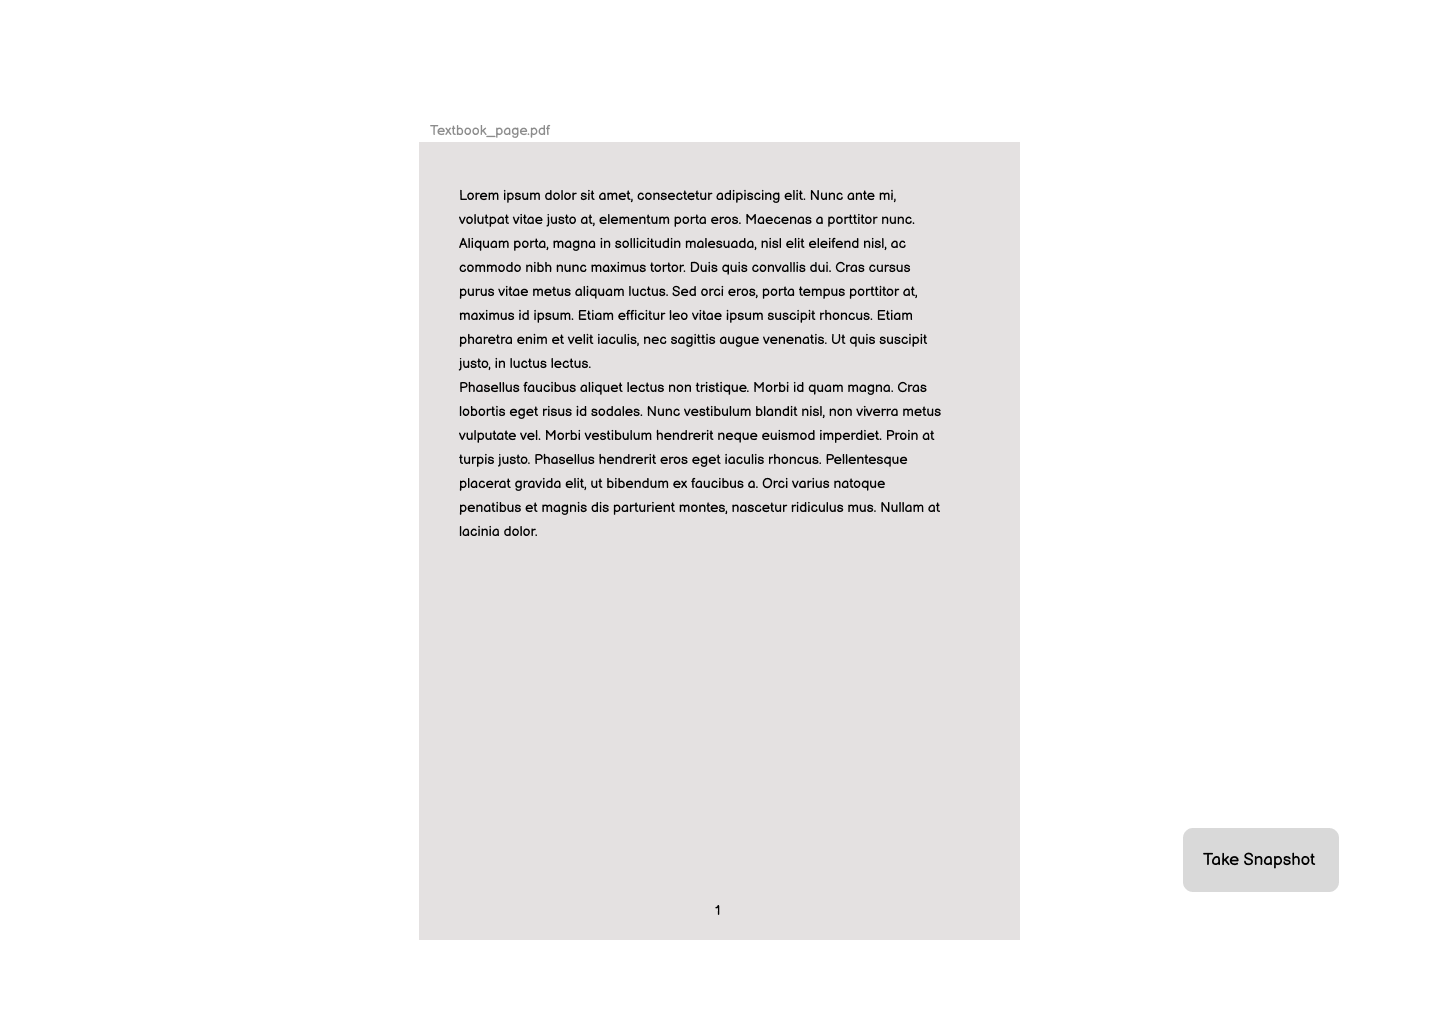 Textbook_page.pdf
Lorem ipsum dolor sit amet, consectetur adipiscing elit. Nunc ante mi,
volutpat vitae justo at, elementum porta eros. Maecenas a porttitor nunc.
Aliquam porta, magna in sollicitudin malesuada, nisl elit eleifend nisl, ac
commodo nibh nunc maximus tortor. Duis quis convallis dui. Cras cursus
purus vitae metus aliquam luctus. Sed orci eros, porta tempus porttitor at,
maximus id ipsum. Etiam efficitur leo vitae ipsum suscipit rhoncus. Etiam
pharetra enim et velit iaculis, nec sagittis augue venenatis. Ut quis suscipit
justo, in luctus lectus.
Phasellus faucibus aliquet lectus non tristique. Morbi id quam magna. Cras
lobortis eget risus id sodales. Nunc vestibulum blandit nisl, non viverra metus
vulputate vel. Morbi vestibulum hendrerit neque euismod imperdiet. Proin at
turpis justo. Phasellus hendrerit eros eget iaculis rhoncus. Pellentesque
placerat gravida elit, ut bibendum ex faucibus a. Orci varius natoque
penatibus et magnis dis parturient montes, nascetur ridiculus mus. Nullam at
lacinia dolor.
Take Snapshot
1